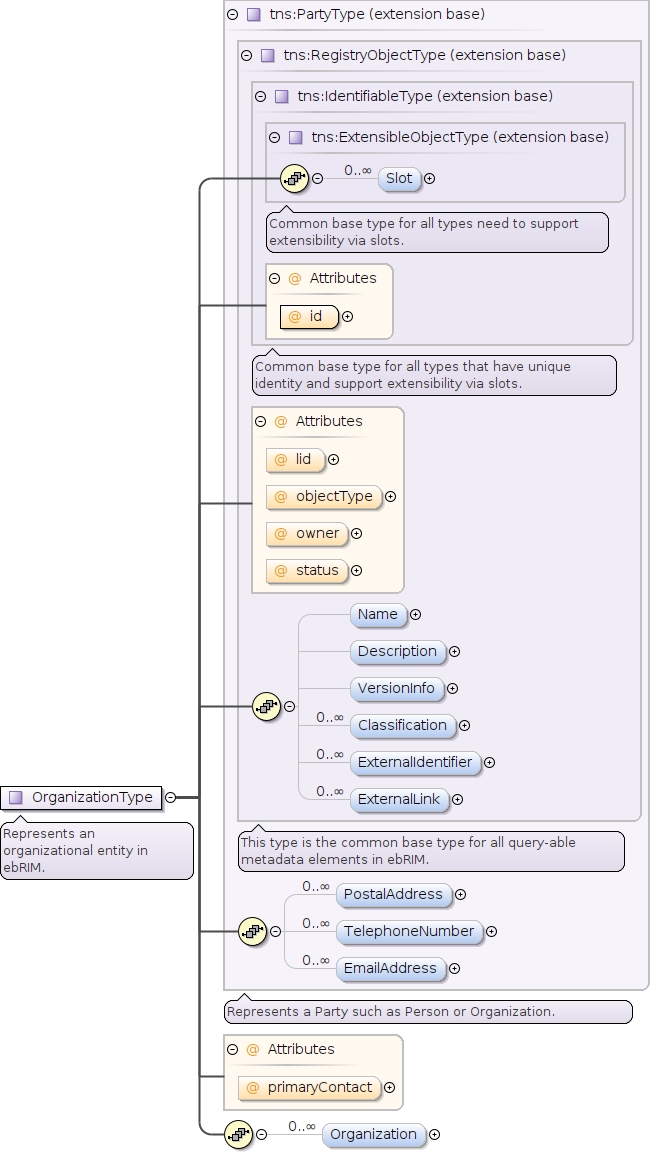 tns:PartyType (extension base)
tns:RegistryObjectType (extension base)
tns:IdentifiableType (extension base)
tns:ExtensibleObjectType (extension base)
0..∞
Slot
Common base type for all types need to support
extensibility via slots.
@ Attributes
@ id
Common base type for all types that have unique
identity and support extensibility via slots.
@ Attributes
@ lid
@ objectType
@ owner
@ status
Name
Description
VersionInfo
0..∞ Classification
0..∞ ExternalIdentifier
0..∞ ExternalLink
OrganizationType
Represents an
organizational entity in
ebRIM.
This type is the common base type for all query-able
metadata elements in ebRIM.
0..∞ PostalAddress
0..∞ TelephoneNumber
0..∞ EmailAddress
Represents a Party such as Person or Organization.
@ Attributes
@ primaryContact
0..∞ Organization